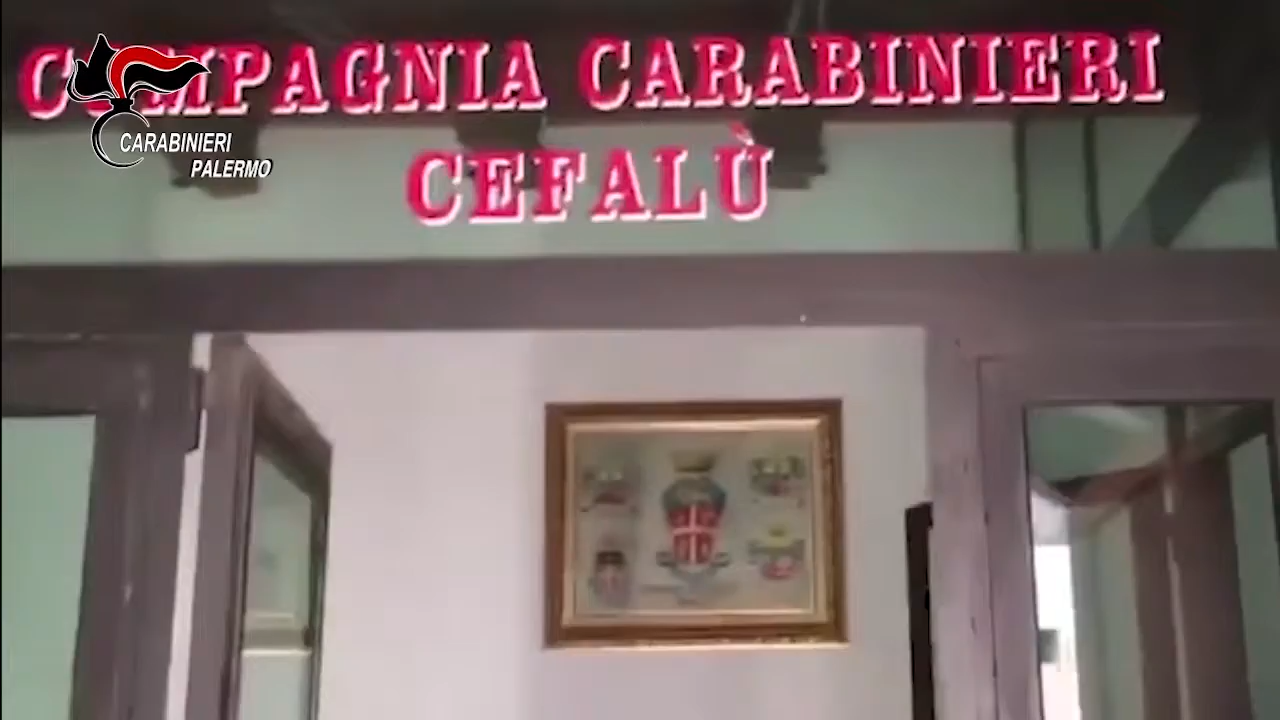 COMPAGNIA CARABINIERI
CEFALÙ
CARABINIERI
PALERMO